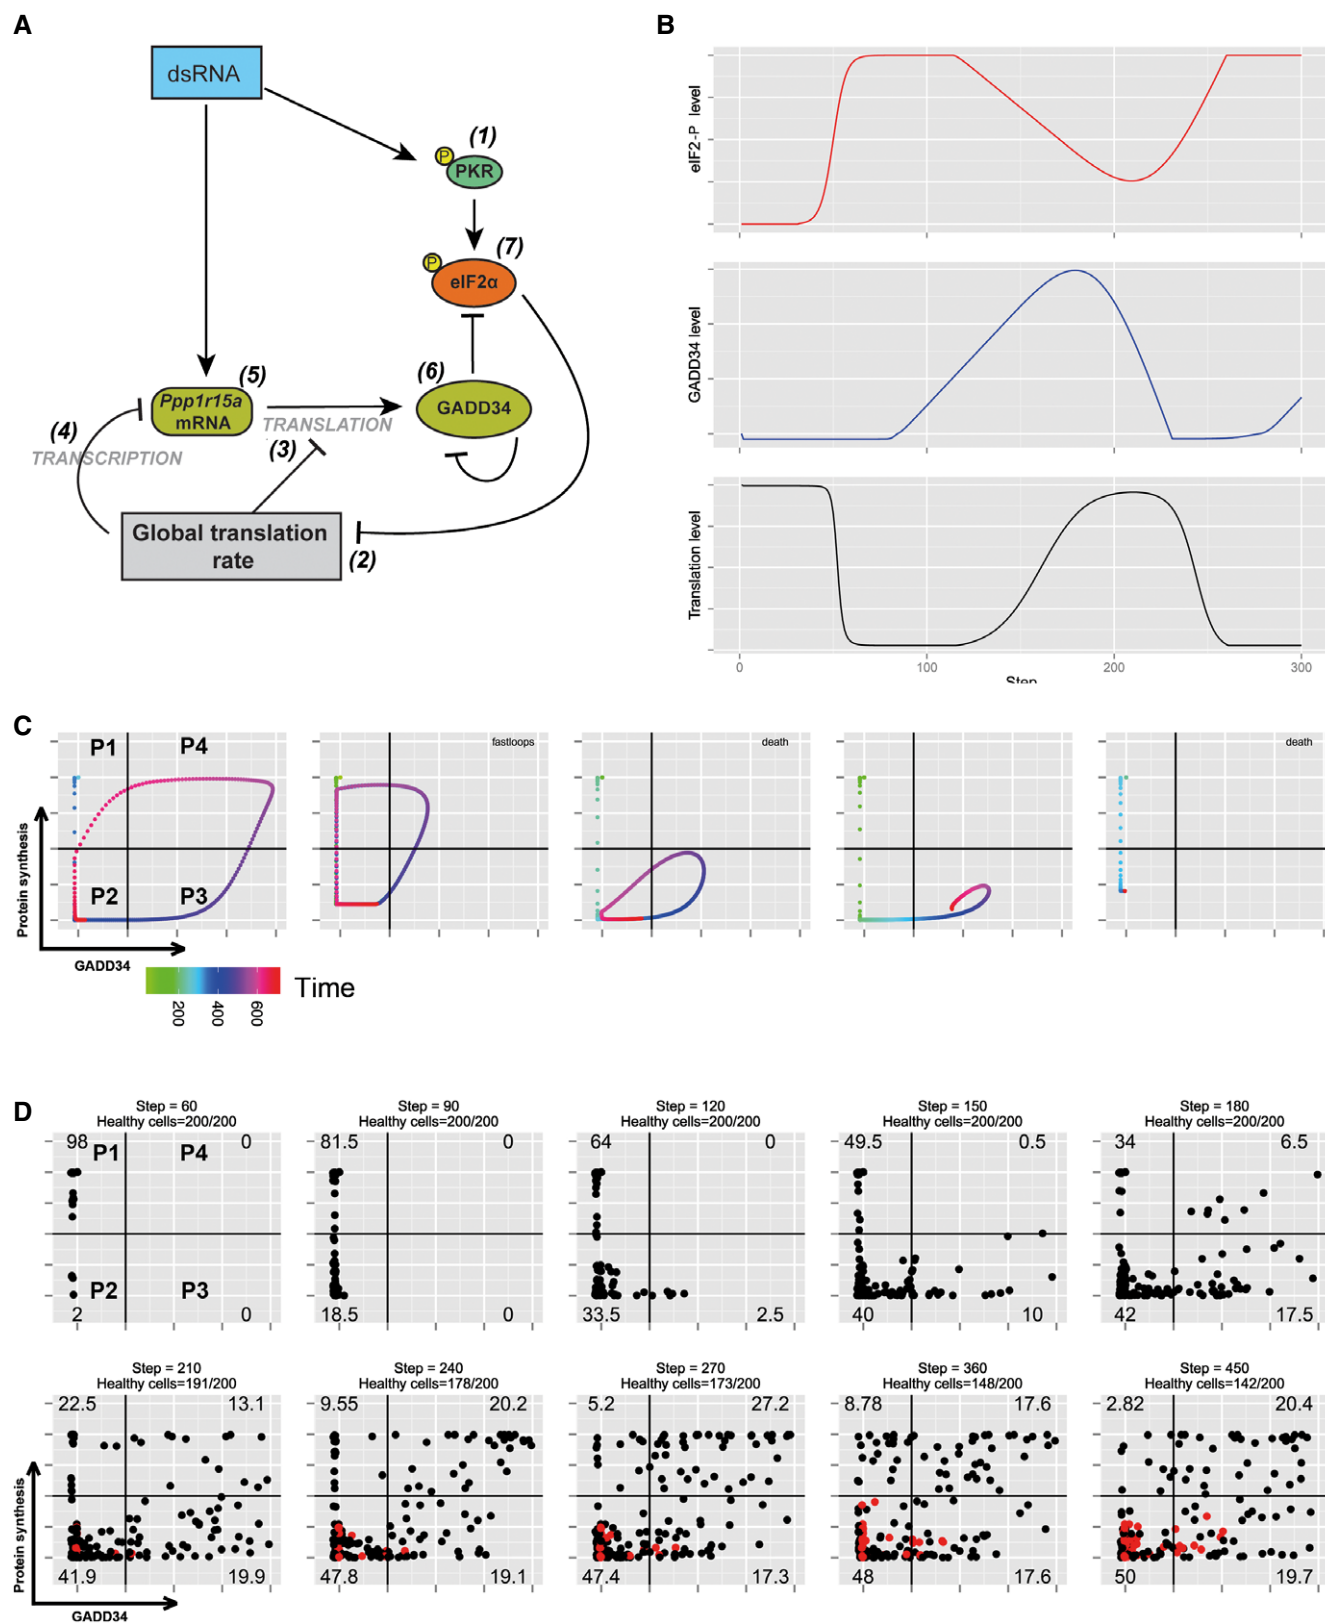 A
dsRNA
(1)
P
PKR
(7)
P
eIF2α
(5)
(6)
Ppp1r15a
mRNA
GADD34
TRANSLATION
(4)
(3)
TRANSCRIPTION
Global translation
rate
(2)
B
eIF2-P level
GADD34 level
Translation level
0
100
200
300
Step
C
P1
P4
P2
P3
fastloops
death
death
Protein synthesis
GADD34
200
400
600
Time
D
Step = 60
Healthy cells=200/200
98
P1
P4
0
P2
P3
2
0
Step = 90
Healthy cells=200/200
81.5
0
18.5
0
Step = 120
Healthy cells=200/200
64
0
33.5
2.5
Step = 150
Healthy cells=200/200
49.5
0.5
40
10
Step = 180
Healthy cells=200/200
34
6.5
42
17.5
Step = 210
Healthy cells=191/200
22.5
13.1
41.9
19.9
Step = 240
Healthy cells=178/200
9.55
20.2
47.8
19.1
Step = 270
Healthy cells=173/200
5.2
27.2
47.4
17.3
Step = 360
Healthy cells=148/200
8.78
17.6
48
17.6
Step = 450
Healthy cells=142/200
2.82
20.4
50
19.7
Protein synthesis
GADD34